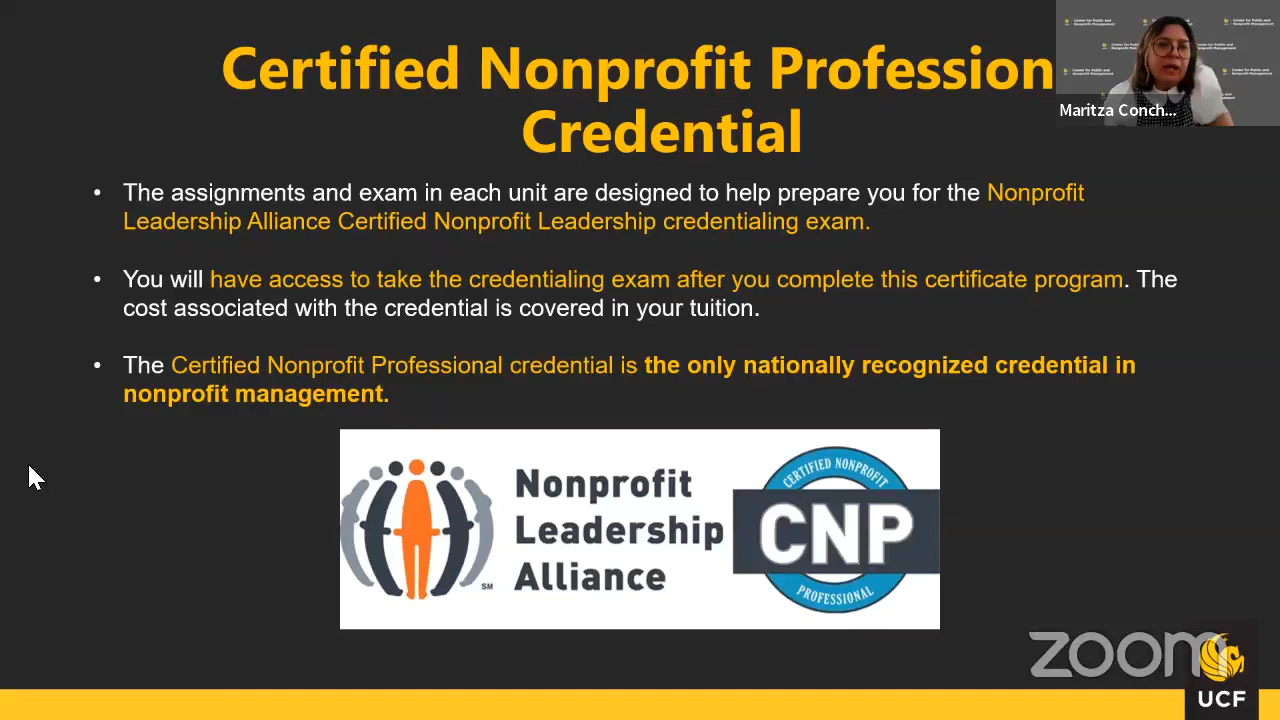 Certified Nonprofit Profession
Credential
Maritza Conch...
• The assignments and exam in each unit are designed to help prepare you for the Nonprofit
Leadership Alliance Certified Nonprofit Leadership credentialing exam.
• You will have access to take the credentialing exam after you complete this certificate program. The
cost associated with the credential is covered in your tuition.
• The Certified Nonprofit Professional credential is the only nationally recognized credential in
nonprofit management.
Nonprofit
Leadership
Alliance
SM
CERTIFIED NONPROFIT
CNP
PROFESSIONAL
zoom
UCF